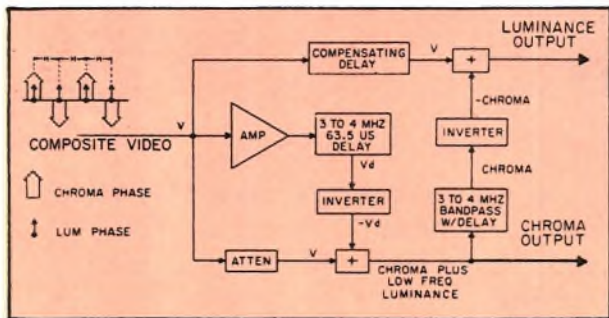 LUMINANCE
OUTPUT
COMPENSATING
DELAY
V
+
-CHROMA
H H H
COMPOSITE VIDEO
V
AMP
3 TO 4 MHZ
63.5 US
DELAY
INVERTER
Vd
CHROMA
CHROMA PHASE
INVERTER
3 TO 4 MHZ
BANDPASS
W/DELAY
LUM PHASE
-Vd
CHROMA
OUTPUT
ATTEN
V
+
CHROMA PLUS
LOW FREQ
LUMINANCE